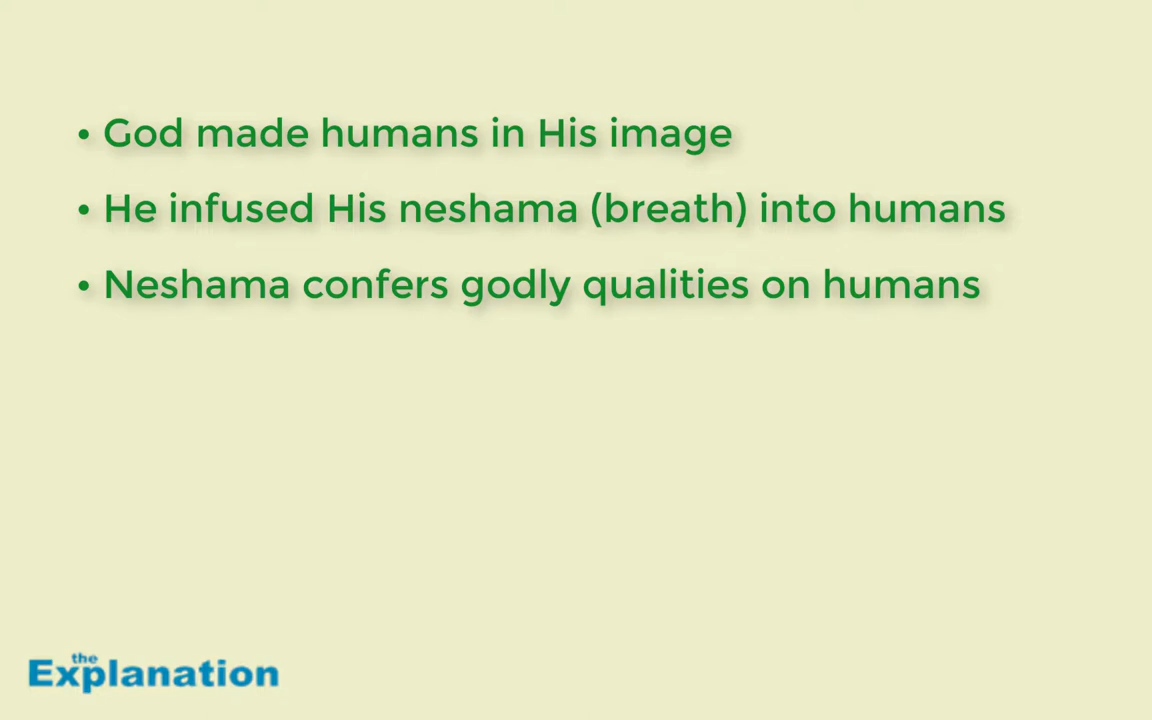 • God made humans in His image
• He infused His neshama (breath) into humans
• Neshama confers godly qualities on humans
the
Explanation